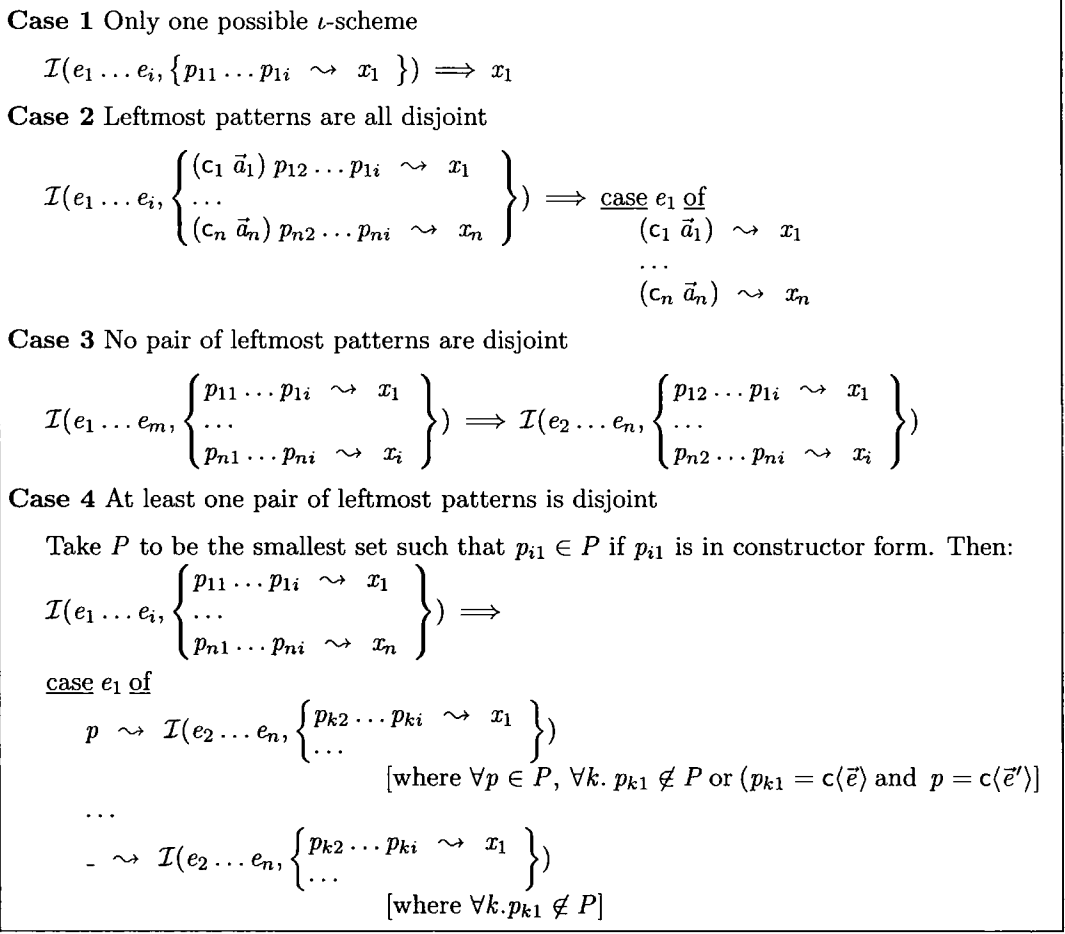 Case 1 Only one possible ι-scheme
𝓘(e₁ … eᵢ, {p₁₁ … p₁ᵢ ⇝ x₁ }) ⟹ x₁
Case 2 Leftmost patterns are all disjoint
𝓘(e₁ … eᵢ, { (c₁ a⃗₁) p₁₂ … p₁ᵢ ⇝ x₁
…
(cₙ a⃗ₙ) pₙ₂ … pₙᵢ ⇝ xₙ }) ⟹ case e₁ of
(c₁ a⃗₁) ⇝ x₁
…
(cₙ a⃗ₙ) ⇝ xₙ
Case 3 No pair of leftmost patterns are disjoint
𝓘(e₁ … eₘ, { p₁₁ … p₁ᵢ ⇝ x₁
…
pₙ₁ … pₙᵢ ⇝ xᵢ }) ⟹ 𝓘(e₂ … eₙ, { p₁₂ … p₁ᵢ ⇝ x₁
…
pₙ₂ … pₙᵢ ⇝ xᵢ })
Case 4 At least one pair of leftmost patterns is disjoint
Take P to be the smallest set such that pᵢ₁ ∈ P if pᵢ₁ is in constructor form. Then:
𝓘(e₁ … eᵢ, { p₁₁ … p₁ᵢ ⇝ x₁
…
pₙ₁ … pₙᵢ ⇝ xₙ }) ⟹
case e₁ of
p ⇝ 𝓘(e₂ … eₙ, { pₖ₂ … pₖᵢ ⇝ x₁
… })
[where ∀p ∈ P, ∀k. pₖ₁ ∉ P or (pₖ₁ = c⟨e⃗⟩ and p = c⟨e⃗′⟩]
…
_ ⇝ 𝓘(e₂ … eₙ, { pₖ₂ … pₖᵢ ⇝ x₁
… })
[where ∀k.pₖ₁ ∉ P]